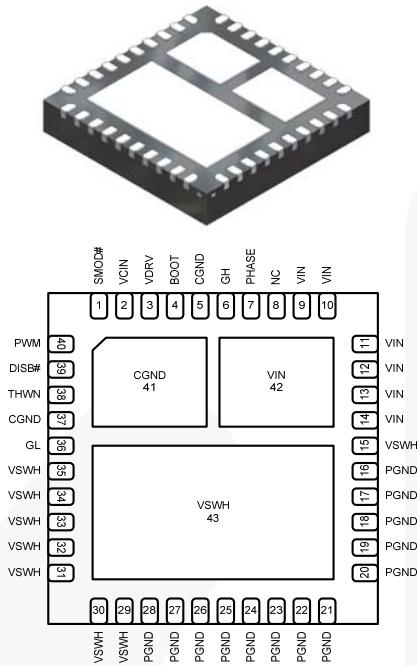 SMOD#
VCIN
VDRV
BOOT
CGND
GH
PHASE
NC
VIN
VIN
1 2 3 4 5 6 7 8 9 10
PWM 40
DISB# 39
THWN 38
CGND 37
GL 36
VSWH 35
VSWH 34
VSWH 33
VSWH 32
VSWH 31
CGND
41
VIN
42
VSWH
43
11 VIN
12 VIN
13 VIN
14 VIN
15 VSWH
16 PGND
17 PGND
18 PGND
19 PGND
20 PGND
30 29 28 27 26 25 24 23 22 21
VSWH
VSWH
PGND
PGND
PGND
PGND
PGND
PGND
PGND
PGND